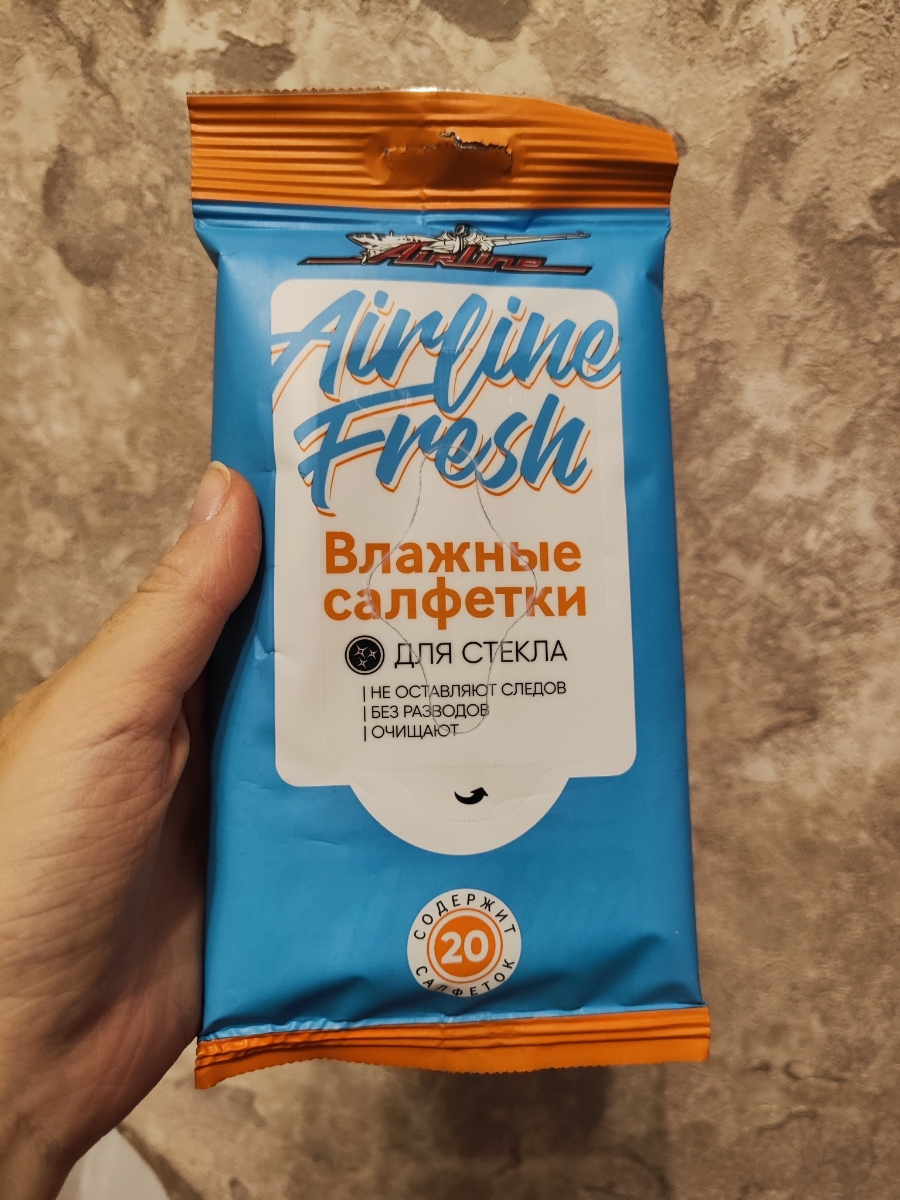 Airline
Airline
Fresh
Влажные
салфетки
ДЛЯ СТЕКЛА
| НЕ ОСТАВЛЯЮТ СЛЕДОВ
| БЕЗ РАЗВОДОВ
| ОЧИЩАЮТ
СОДЕРЖИТ
20
САЛФЕТОК